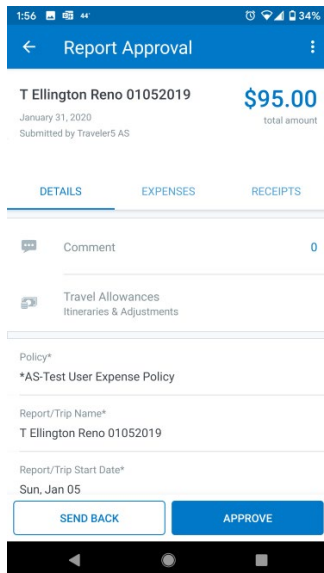 1:56 44° 34%
Report Approval
T Ellington Reno 01052019
$95.00
January 31, 2020
total amount
Submitted by Traveler5 AS
DETAILS EXPENSES RECEIPTS
Comment 0
Travel Allowances
Itineraries & Adjustments
Policy*
*AS-Test User Expense Policy
Report/Trip Name*
T Ellington Reno 01052019
Report/Trip Start Date*
Sun, Jan 05
SEND BACK APPROVE